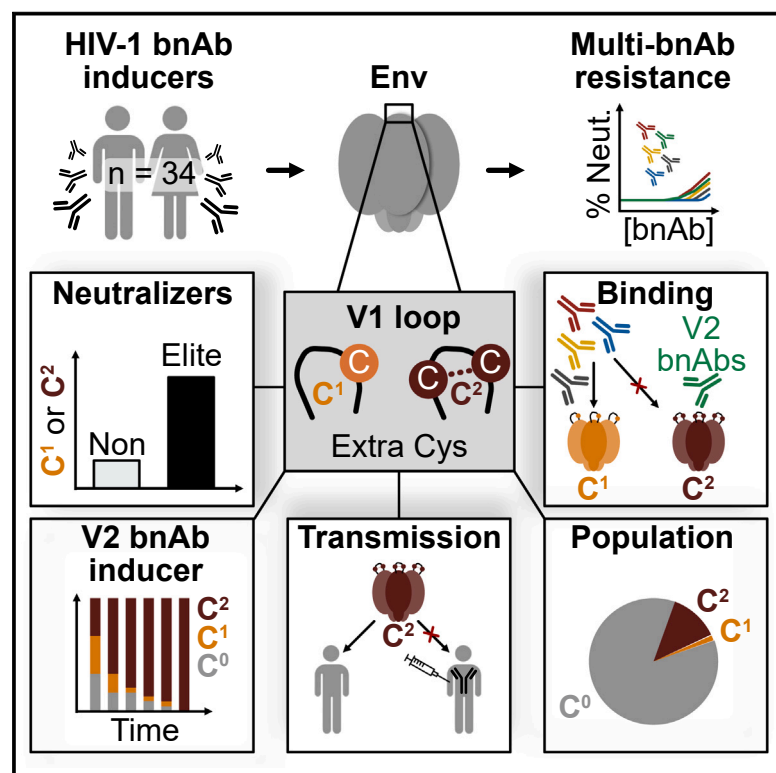 HIV-1 bnAb
inducers
n = 34
Env
Multi-bnAb
resistance
% Neut.
[bnAb]
Neutralizers
C¹ or C²
Non
Elite
V1 loop
C
C¹
C
C
C²
Extra Cys
Binding
V2
bnAbs
C¹
C²
V2 bnAb
inducer
C²
C¹
C⁰
Time
Transmission
C²
Population
C²
C¹
C⁰